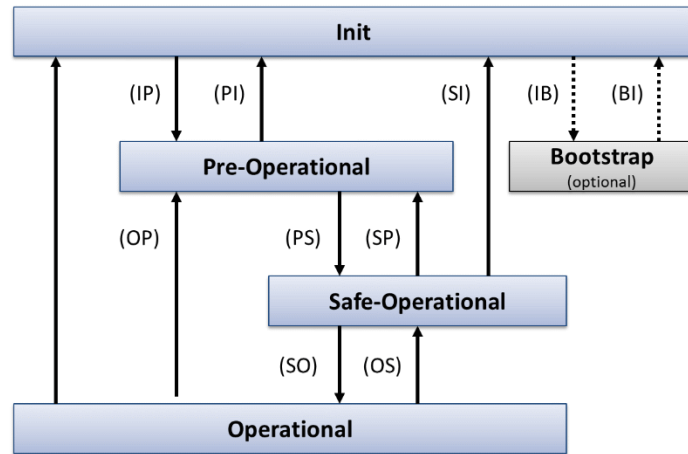 Init
(IP)
(PI)
(SI)
(IB)
(BI)
Pre-Operational
Bootstrap
(optional)
(OP)
(PS)
(SP)
Safe-Operational
(SO)
(OS)
Operational